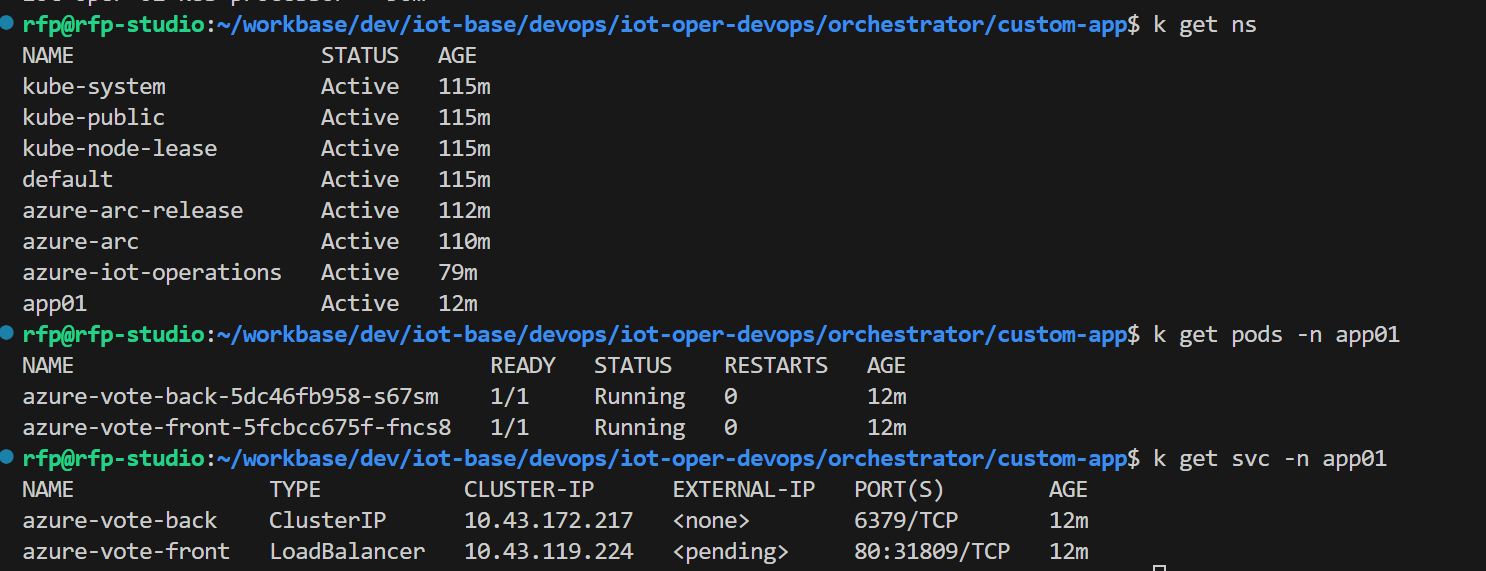 rfp@rfp-studio:~/workbase/dev/iot-base/devops/iot-oper-devops/orchestrator/custom-app$ k get ns
NAME STATUS AGE
kube-system Active 115m
kube-public Active 115m
kube-node-lease Active 115m
default Active 115m
azure-arc-release Active 112m
azure-arc Active 110m
azure-iot-operations Active 79m
app01 Active 12m
rfp@rfp-studio:~/workbase/dev/iot-base/devops/iot-oper-devops/orchestrator/custom-app$ k get pods -n app01
NAME READY STATUS RESTARTS AGE
azure-vote-back-5dc46fb958-s67sm 1/1 Running 0 12m
azure-vote-front-5fcbcc675f-fncs8 1/1 Running 0 12m
rfp@rfp-studio:~/workbase/dev/iot-base/devops/iot-oper-devops/orchestrator/custom-app$ k get svc -n app01
NAME TYPE CLUSTER-IP EXTERNAL-IP PORT(S) AGE
azure-vote-back ClusterIP 10.43.172.217 <none> 6379/TCP 12m
azure-vote-front LoadBalancer 10.43.119.224 <pending> 80:31809/TCP 12m